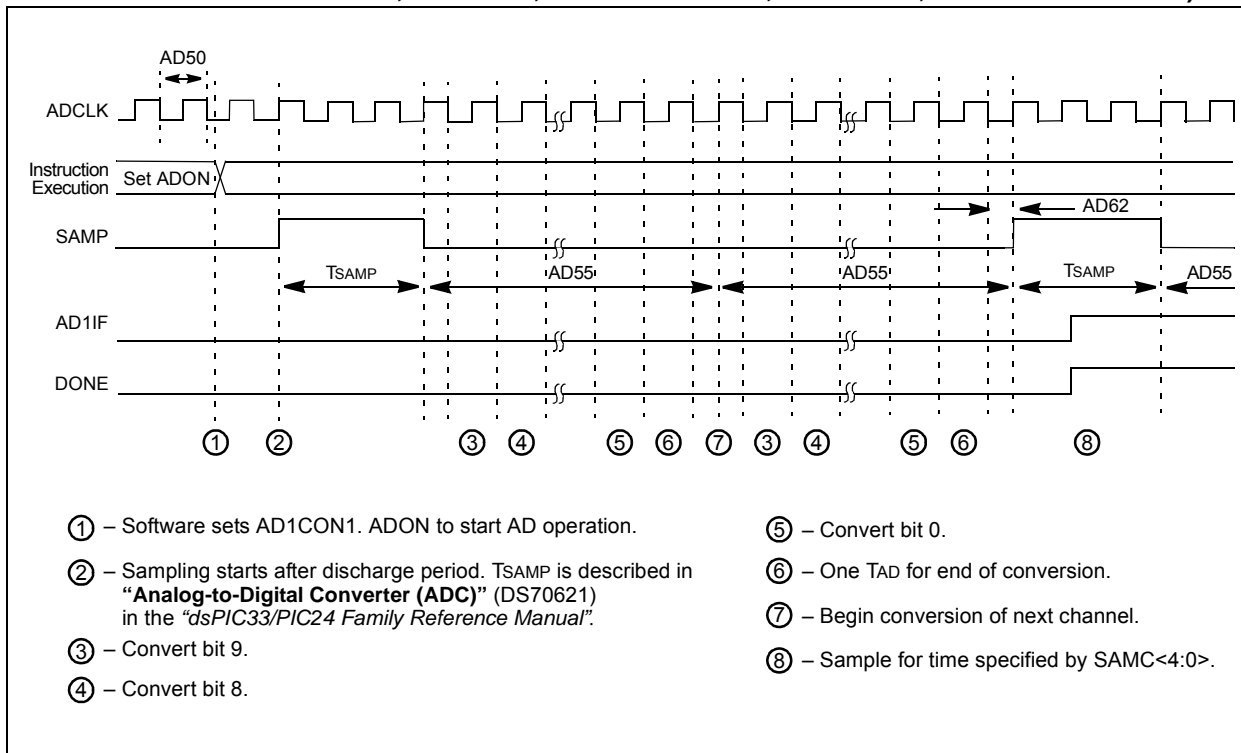 AD50
ADCLK
Instruction
Execution
Set ADON
AD62
SAMP
TSAMP
AD55
AD55
TSAMP
AD55
AD1IF
DONE
1 2 3 4 5 6 7 3 4 5 6 8
1 – Software sets AD1CON1. ADON to start AD operation.
2 – Sampling starts after discharge period. TSAMP is described in
“Analog-to-Digital Converter (ADC)” (DS70621)
in the “dsPIC33/PIC24 Family Reference Manual”.
3 – Convert bit 9.
4 – Convert bit 8.
5 – Convert bit 0.
6 – One TAD for end of conversion.
7 – Begin conversion of next channel.
8 – Sample for time specified by SAMC<4:0>.